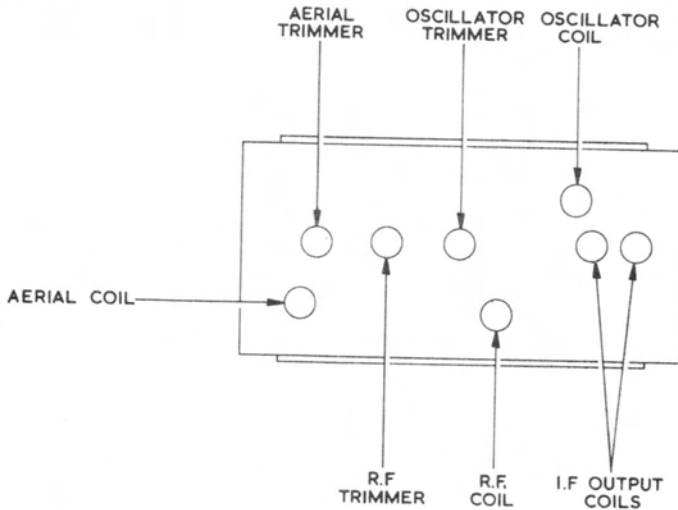 AERIAL
TRIMMER
OSCILLATOR
TRIMMER
OSCILLATOR
COIL
AERIAL COIL
R.F
TRIMMER
R.F.
COIL
I.F OUTPUT
COILS